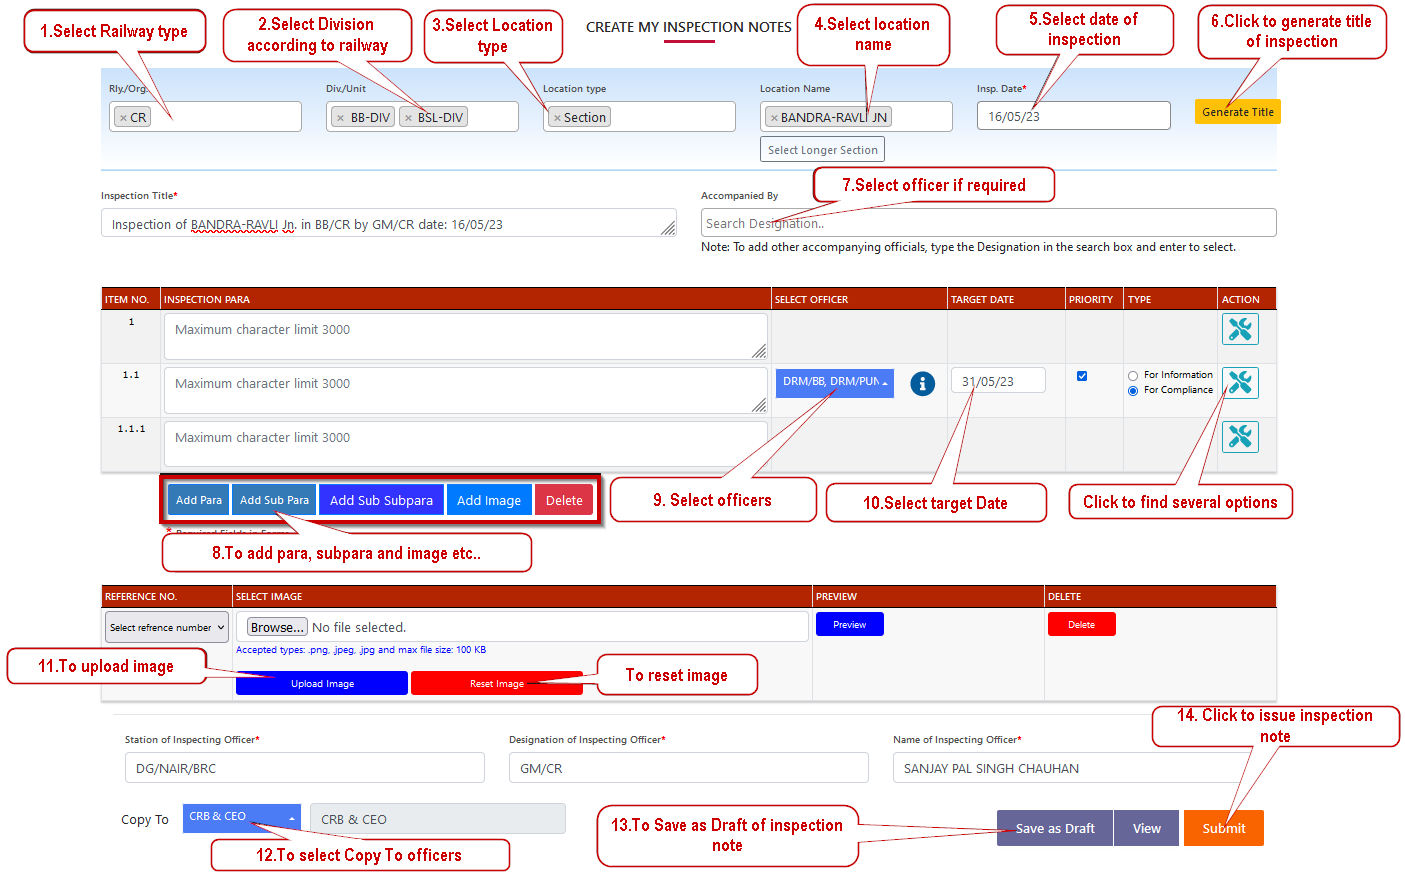 CREATE MY INSPECTION NOTES
1.Select Railway type
2.Select Division
according to railway
3.Select Location
type
4.Select location
name
5.Select date of
inspection
6.Click to generate title
of inspection
Rly./Org.
Div./Unit
Location type
Location Name
Insp. Date*
× CR
× BB-DIV × BSL-DIV
× Section
× BANDRA-RAVLI JN
16/05/23
Generate Title
Select Longer Section
7.Select officer if required
Inspection Title*
Accompanied By
Inspection of BANDRA-RAVLI Jn. in BB/CR by GM/CR date: 16/05/23
Search Designation..
Note: To add other accompanying officials, type the Designation in the search box and enter to select.
ITEM NO. INSPECTION PARA SELECT OFFICER TARGET DATE PRIORITY TYPE ACTION
1 Maximum character limit 3000
1.1 Maximum character limit 3000 DRM/BB, DRM/PUN 31/05/23
For Information
For Compliance
1.1.1 Maximum character limit 3000
Add Para Add Sub Para Add Sub Subpara Add Image Delete
9. Select officers
10.Select target Date
Click to find several options
* Required Fields in Forms
8.To add para, subpara and image etc..
REFERENCE NO. SELECT IMAGE PREVIEW DELETE
Select refrence number Browse... No file selected. Preview Delete
Accepted types: .png, .jpeg, .jpg and max file size: 100 KB
11.To upload image
Upload Image Reset Image
To reset image
14. Click to issue inspection
note
Station of Inspecting Officer*
Designation of Inspecting Officer*
Name of Inspecting Officer*
DG/NAIR/BRC
GM/CR
SANJAY PAL SINGH CHAUHAN
Copy To CRB & CEO CRB & CEO
13.To Save as Draft of inspection
note
Save as Draft View Submit
12.To select Copy To officers